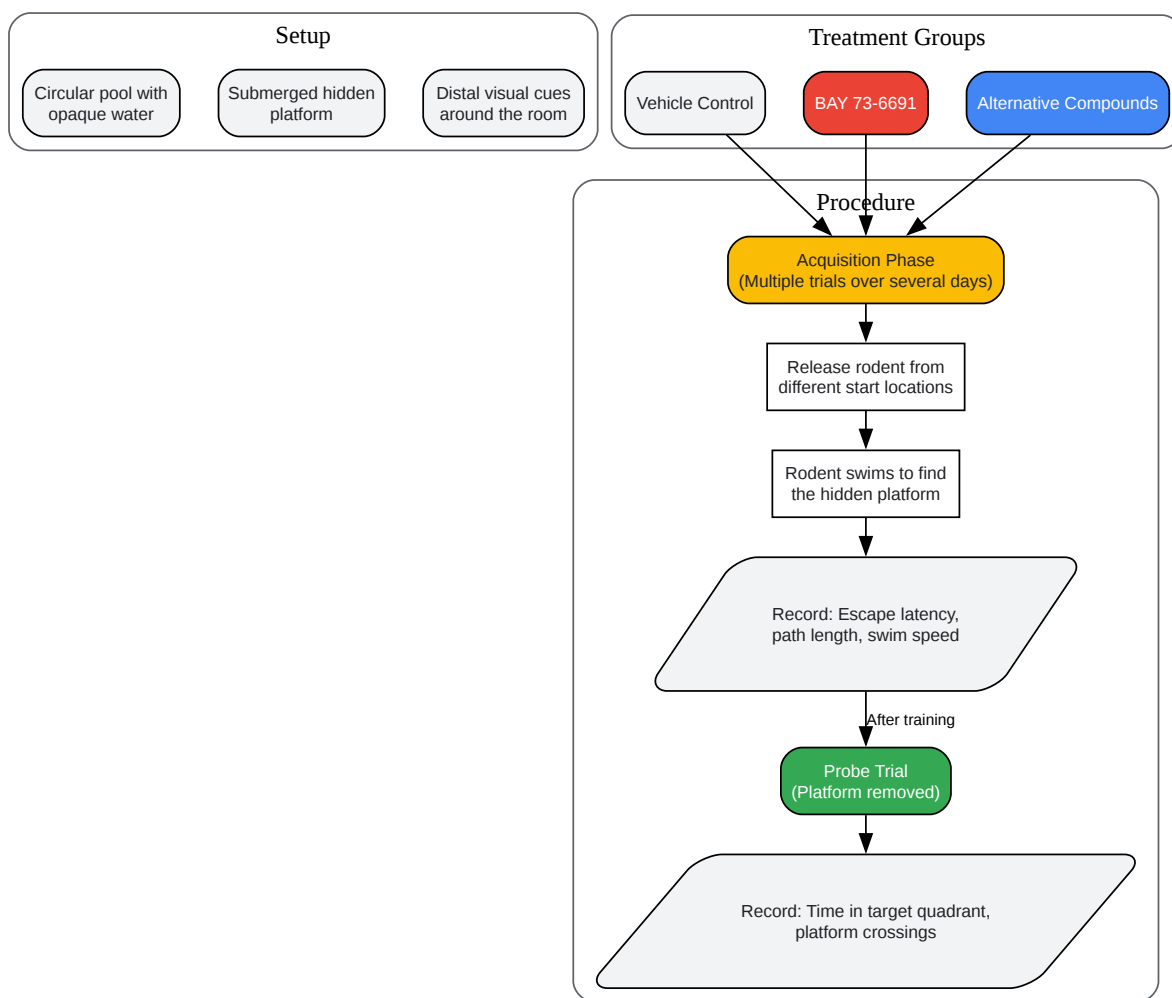 Setup
Circular pool with
opaque water
Submerged hidden
platform
Distal visual cues
around the room
Treatment Groups
Vehicle Control
BAY 73-6691
Alternative Compounds
Procedure
Acquisition Phase
(Multiple trials over several days)
Release rodent from
different start locations
Rodent swims to find
the hidden platform
Record: Escape latency,
path length, swim speed
After training
Probe Trial
(Platform removed)
Record: Time in target quadrant,
platform crossings